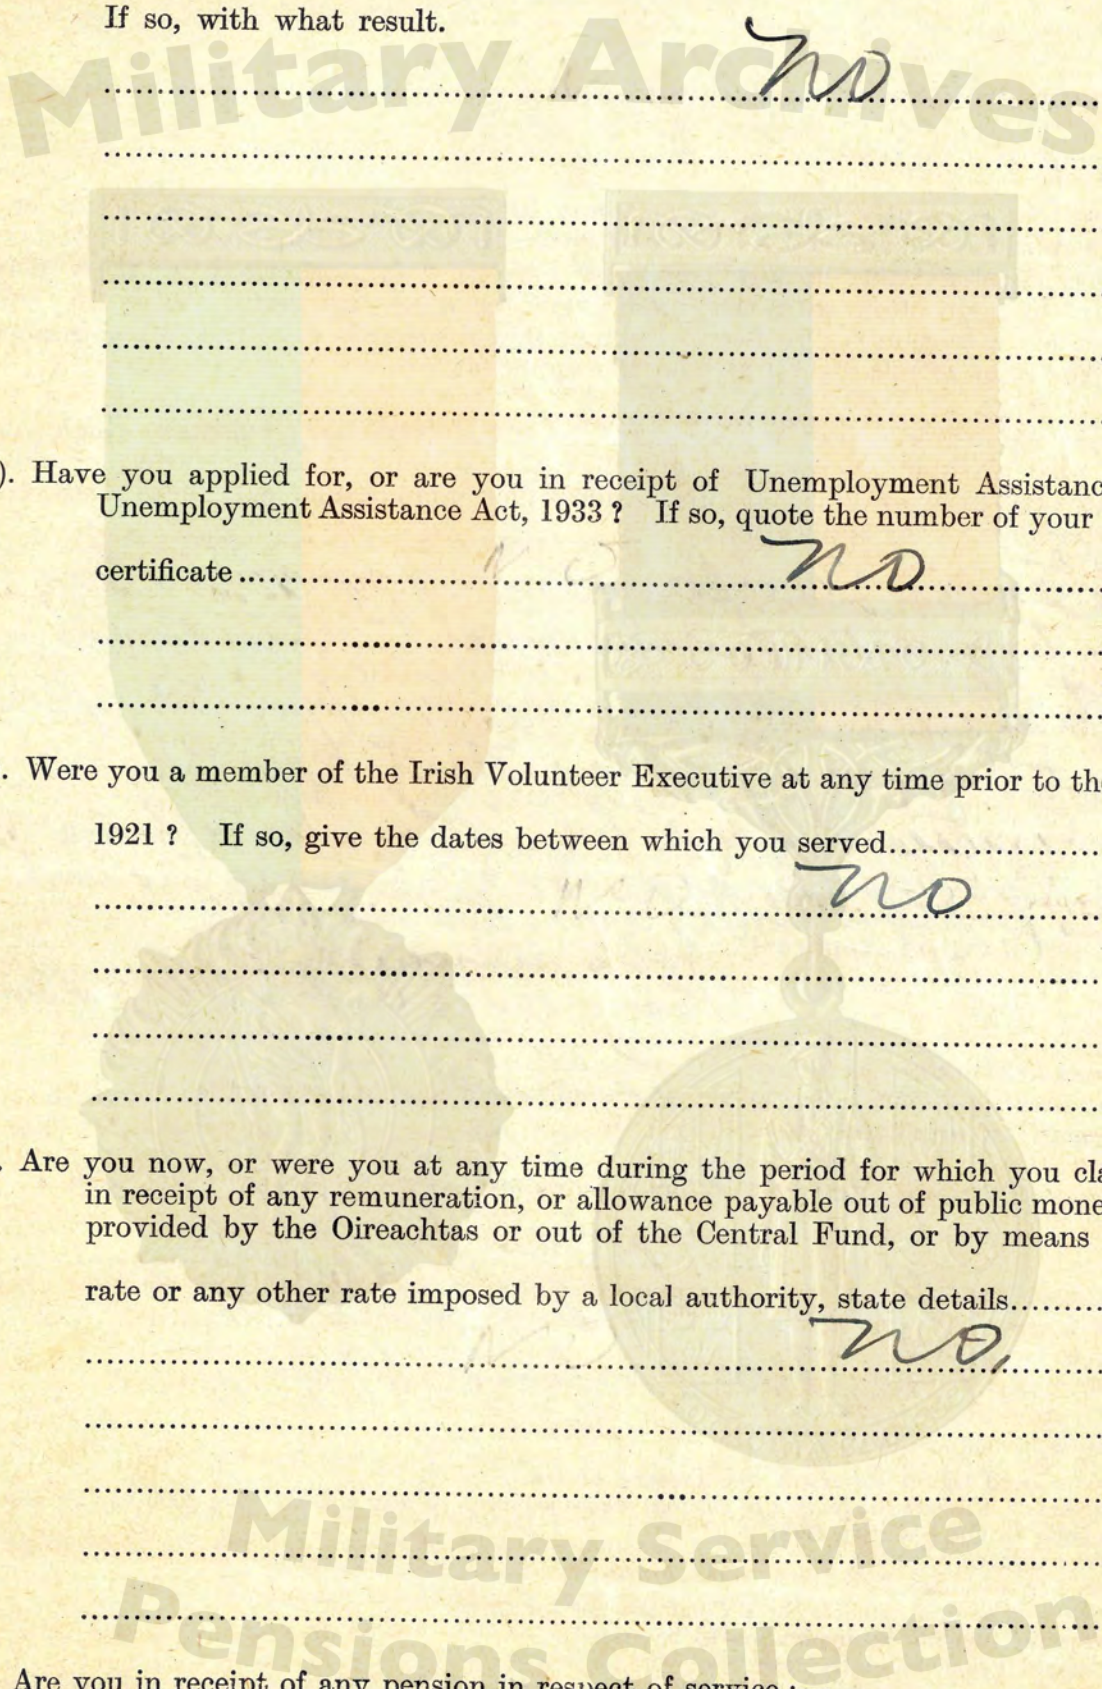 If so, with what result.
no
). Have you applied for, or are you in receipt of Unemployment Assistanc
Unemployment Assistance Act, 1933 ? If so, quote the number of your
certificate no
. Were you a member of the Irish Volunteer Executive at any time prior to the
1921 ? If so, give the dates between which you served
no
. Are you now, or were you at any time during the period for which you cla
in receipt of any remuneration, or allowance payable out of public mone
provided by the Oireachtas or out of the Central Fund, or by means
rate or any other rate imposed by a local authority, state details
no.
Are you in receipt of any pension in respect of service :
Military Archives
Military Service
Pensions Collection